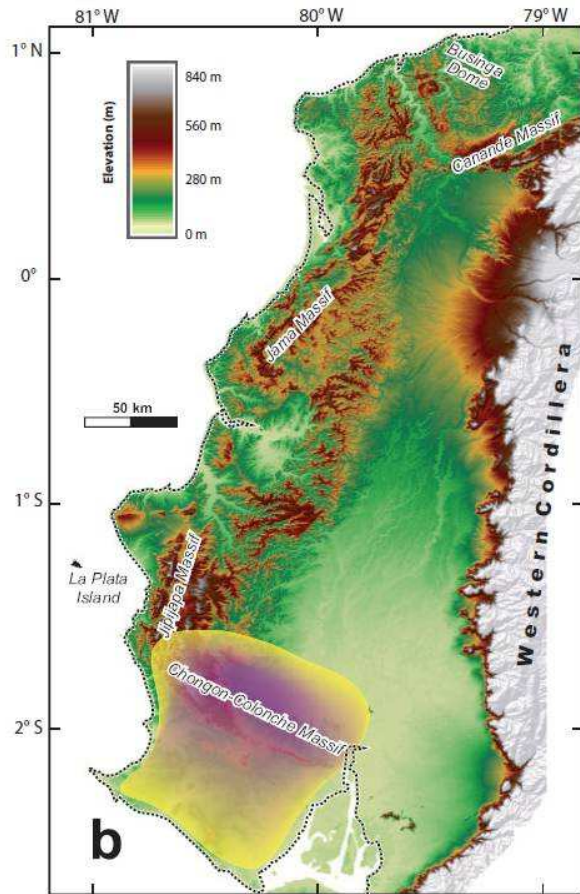 81°W
80°W
79°W
1°N
0°
1°S
2°S
Elevation (m)
840 m
560 m
280 m
0 m
Businga
Dome
Canande Massif
Jama Massif
50 km
La Plata
Island
Jipijapa Massif
Western Cordillera
Chongon-Colonche Massif
b